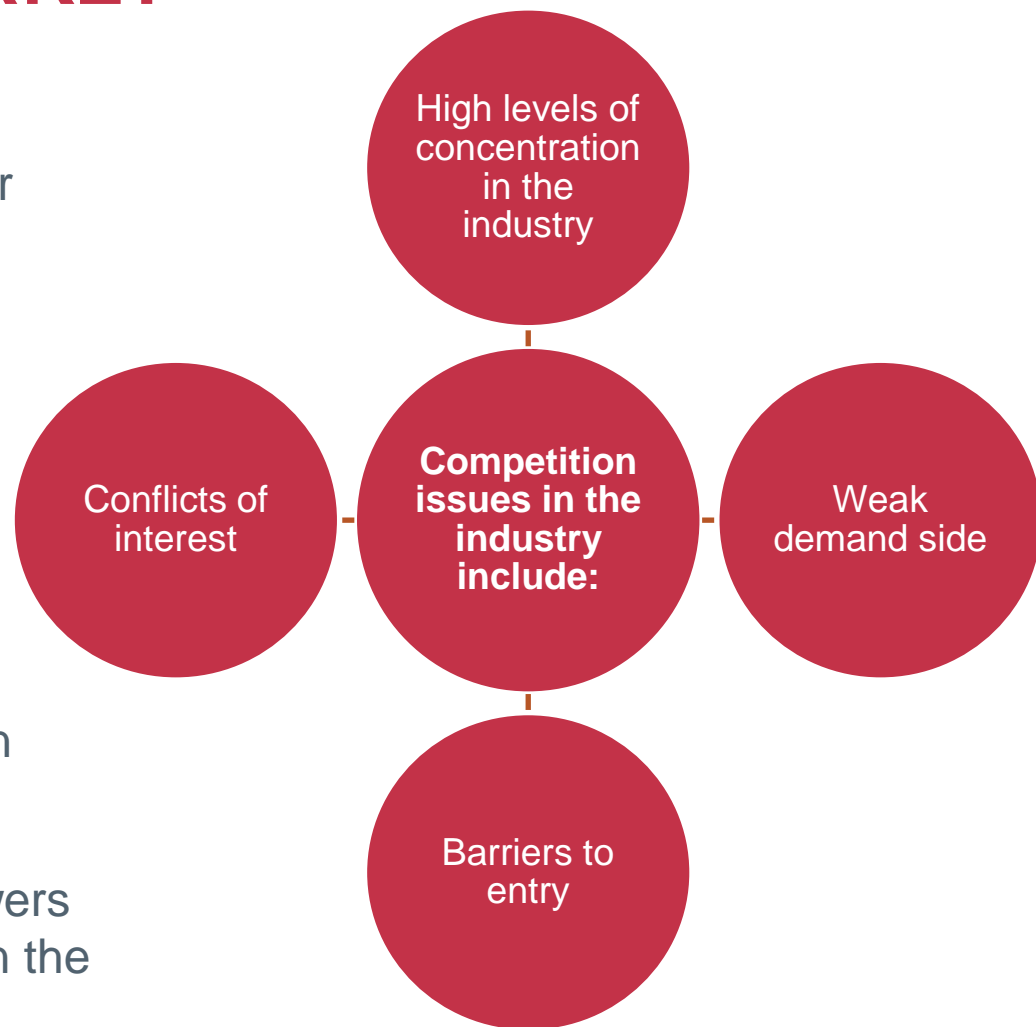 High levels of
concentration
in the
industry
Conflicts of
interest
Competition
issues in the
industry
include:
Weak
demand side
Barriers to
entry
n the